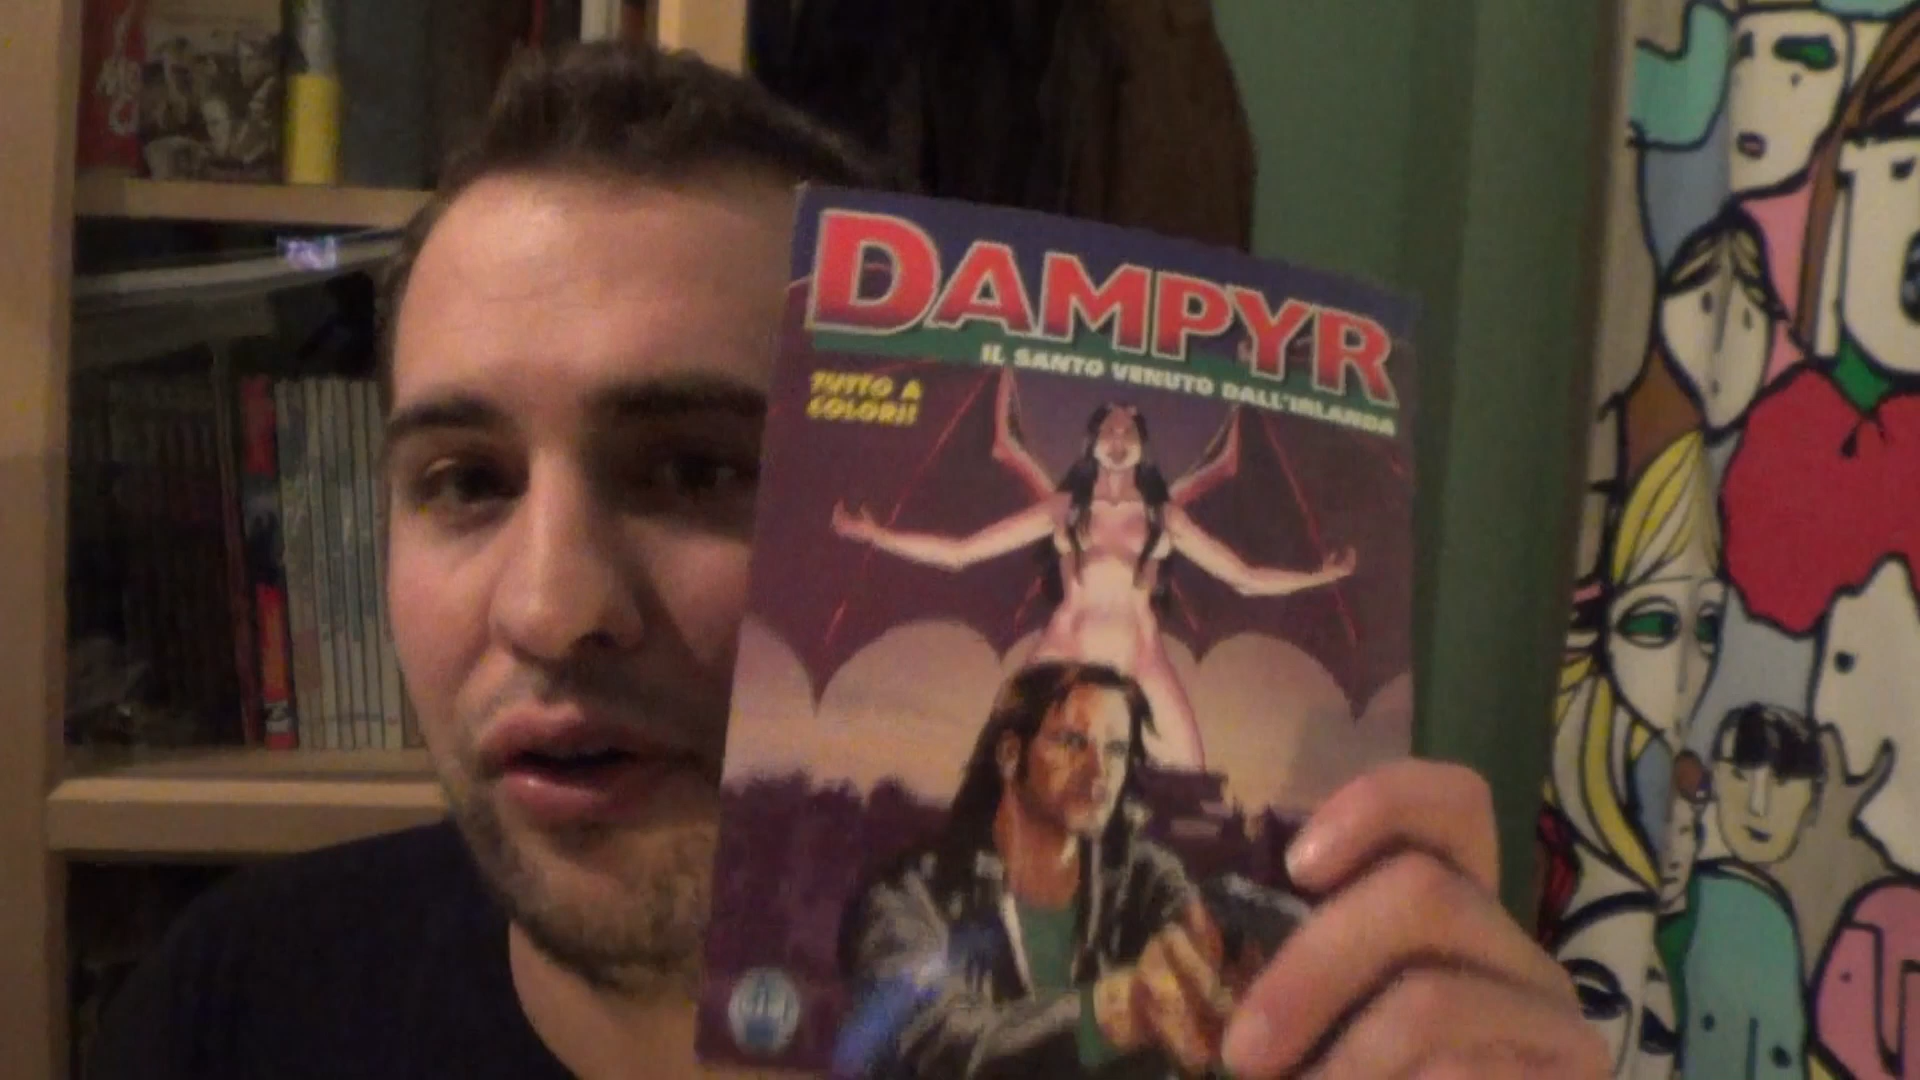 DAMPYR
IL SANTO VENUTO DALL'IRLANDA
TUTTO A
COLORI!